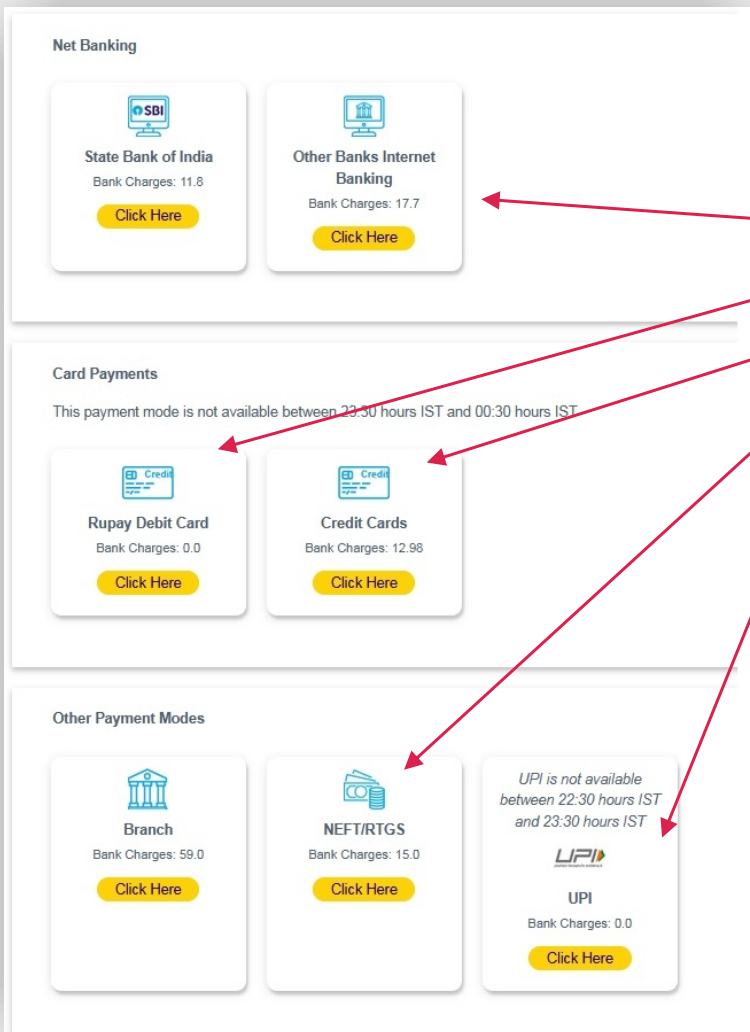 Net Banking
SBI
State Bank of India
Bank Charges: 11.8
Click Here
Other Banks Internet
Banking
Bank Charges: 17.7
Click Here
Card Payments
This payment mode is not available between 23:30 hours IST and 00:30 hours IST
Credit
Rupay Debit Card
Bank Charges: 0.0
Click Here
Credit
Credit Cards
Bank Charges: 12.98
Click Here
Other Payment Modes
Branch
Bank Charges: 59.0
Click Here
NEFT/RTGS
Bank Charges: 15.0
Click Here
UPI is not available
between 22:30 hours IST
and 23:30 hours IST
UPI
UPI
Bank Charges: 0.0
Click Here